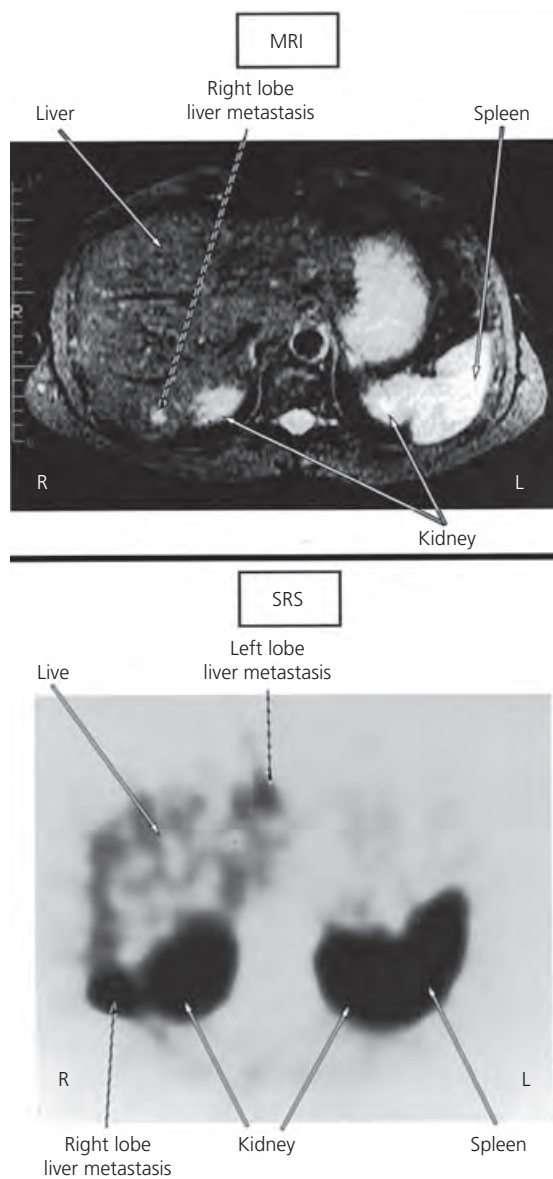 MRI
Right lobe
liver metastasis
Liver
Spleen
R
R
L
Kidney
SRS
Left lobe
liver metastasis
Live
R
L
Right lobe
liver metastasis
Kidney
Spleen